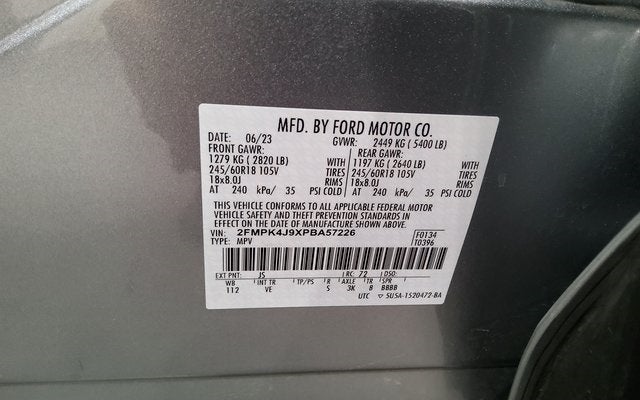 MFD. BY FORD MOTOR CO.
DATE: 06/23 GVWR: 2449 KG ( 5400 LB)
FRONT GAWR: REAR GAWR:
1279 KG ( 2820 LB) WITH 1197 KG ( 2640 LB) WITH
245/60R18 105V TIRES 245/60R18 105V TIRES
18x8.0J RIMS 18x8.0J RIMS
AT 240 kPa/ 35 PSI COLD AT 240 kPa/ 35 PSI COLD
THIS VEHICLE CONFORMS TO ALL APPLICABLE FEDERAL MOTOR
VEHICLE SAFETY AND THEFT PREVENTION STANDARDS IN
EFFECT ON THE DATE OF MANUFACTURE SHOWN ABOVE.
VIN: 2FMPK4J9XPBA57226 F0134
TYPE: MPV T0396
EXT PNT: JS RC: 72 DSO:
WB INT TR TP/PS R AXLE TR SPR
112 VE S 3K 8 BBBB
UTC ▽ 5USA-1520472-BA